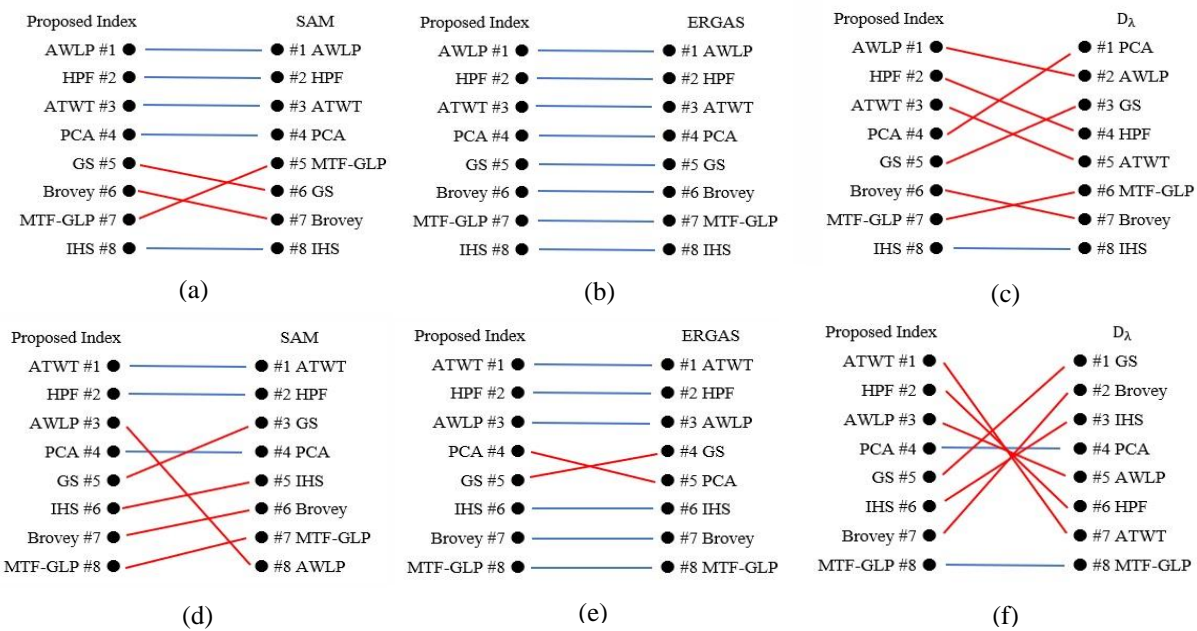 Proposed Index SAM
AWLP #1 #1 AWLP
HPF #2 #2 HPF
ATWT #3 #3 ATWT
PCA #4 #4 PCA
GS #5 #5 MTF-GLP
Brovey #6 #6 GS
MTF-GLP #7 #7 Brovey
IHS #8 #8 IHS
(a)
Proposed Index ERGAS
AWLP #1 #1 AWLP
HPF #2 #2 HPF
ATWT #3 #3 ATWT
PCA #4 #4 PCA
GS #5 #5 GS
Brovey #6 #6 Brovey
MTF-GLP #7 #7 MTF-GLP
IHS #8 #8 IHS
(b)
Proposed Index Dλ
AWLP #1 #1 PCA
HPF #2 #2 AWLP
ATWT #3 #3 GS
PCA #4 #4 HPF
GS #5 #5 ATWT
Brovey #6 #6 MTF-GLP
MTF-GLP #7 #7 Brovey
IHS #8 #8 IHS
(c)
Proposed Index SAM
ATWT #1 #1 ATWT
HPF #2 #2 HPF
AWLP #3 #3 GS
PCA #4 #4 PCA
GS #5 #5 IHS
IHS #6 #6 Brovey
Brovey #7 #7 MTF-GLP
MTF-GLP #8 #8 AWLP
(d)
Proposed Index ERGAS
ATWT #1 #1 ATWT
HPF #2 #2 HPF
AWLP #3 #3 AWLP
PCA #4 #4 GS
GS #5 #5 PCA
IHS #6 #6 IHS
Brovey #7 #7 Brovey
MTF-GLP #8 #8 MTF-GLP
(e)
Proposed Index Dλ
ATWT #1 #1 GS
HPF #2 #2 Brovey
AWLP #3 #3 IHS
PCA #4 #4 PCA
GS #5 #5 AWLP
IHS #6 #6 HPF
Brovey #7 #7 ATWT
MTF-GLP #8 #8 MTF-GLP
(f)